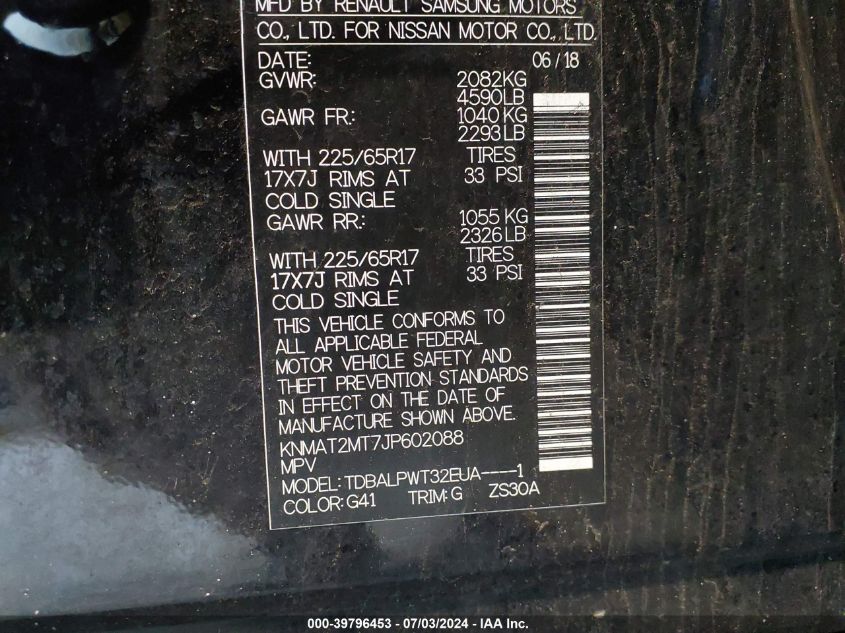 MFD BY RENAULT SAMSUNG MOTORS
CO., LTD. FOR NISSAN MOTOR CO., LTD.
DATE: 06/18
GVWR: 2082KG
4590LB
GAWR FR: 1040KG
2293LB
WITH 225/65R17 TIRES
17X7J RIMS AT 33 PSI
COLD SINGLE
GAWR RR: 1055KG
2326LB
WITH 225/65R17 TIRES
17X7J RIMS AT 33 PSI
COLD SINGLE
THIS VEHICLE CONFORMS TO
ALL APPLICABLE FEDERAL
MOTOR VEHICLE SAFETY AND
THEFT PREVENTION STANDARDS
IN EFFECT ON THE DATE OF
MANUFACTURE SHOWN ABOVE.
KNMAT2MT7JP602088
MPV
MODEL: TDBALPWT32EUA----1
COLOR: G41 TRIM: G ZS30A
000-39796453 - 07/03/2024 - IAA Inc.